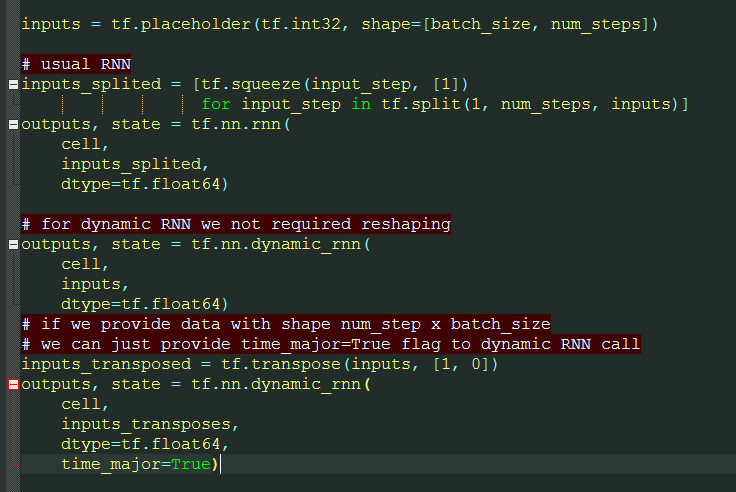 inputs = tf.placeholder(tf.int32, shape=[batch_size, num_steps])
# usual RNN
inputs_splited = [tf.squeeze(input_step, [1])
for input_step in tf.split(1, num_steps, inputs)]
outputs, state = tf.nn.rnn(
cell,
inputs_splited,
dtype=tf.float64)
# for dynamic RNN we not required reshaping
outputs, state = tf.nn.dynamic_rnn(
cell,
inputs,
dtype=tf.float64)
# if we provide data with shape num_step x batch_size
# we can just provide time_major=True flag to dynamic RNN call
inputs_transposed = tf.transpose(inputs, [1, 0])
outputs, state = tf.nn.dynamic_rnn(
cell,
inputs_transposes,
dtype=tf.float64,
time_major=True)